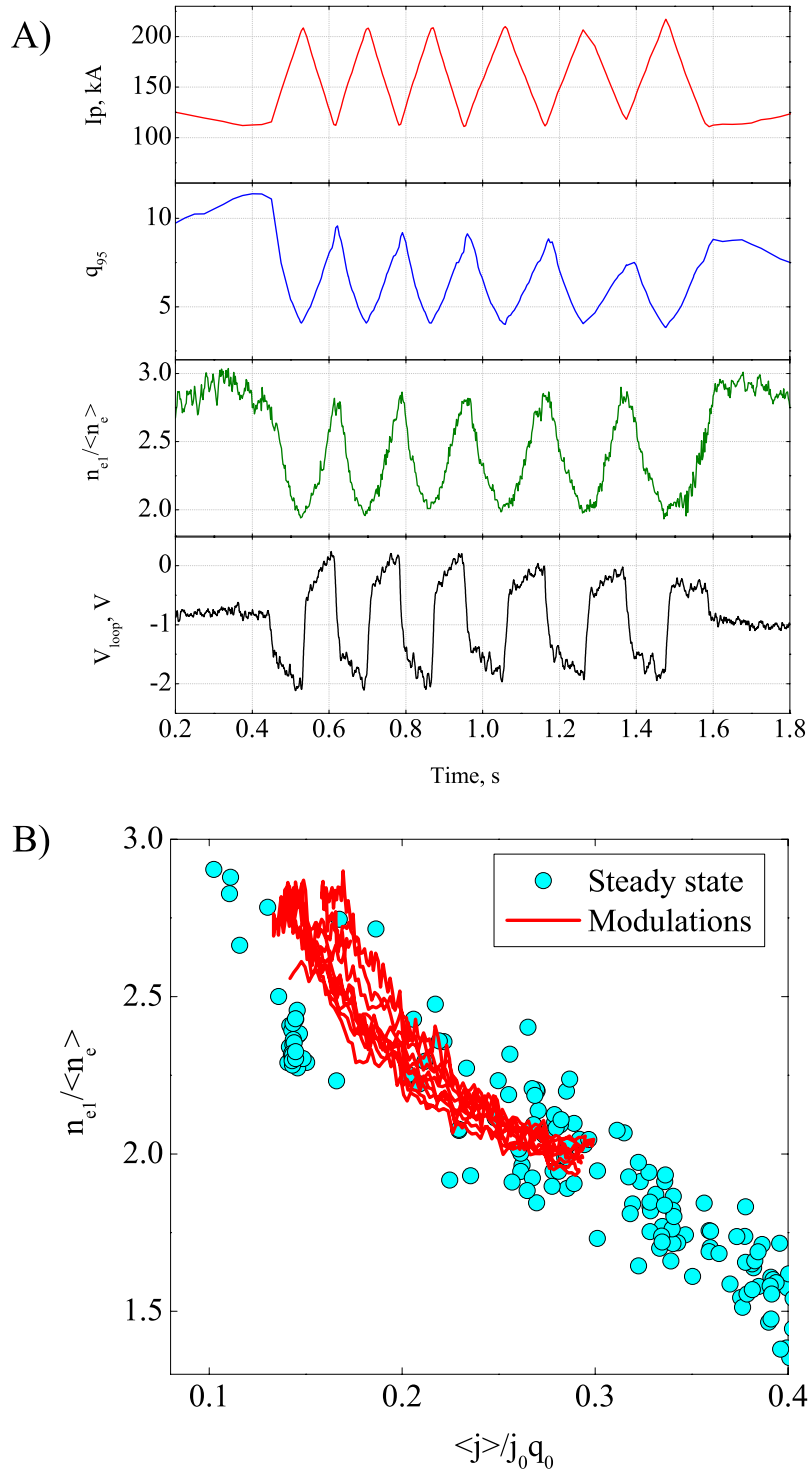 A)
200
150
100
Ip, kA
10
5
q95
3.0
2.5
2.0
ne1/<ne>
0
-1
-2
Vloop, V
0.2 0.4 0.6 0.8 1.0 1.2 1.4 1.6 1.8
Time, s
B)
3.0
2.5
2.0
1.5
ne1/<ne>
Steady state
Modulations
0.1 0.2 0.3 0.4
<j>/j0q0